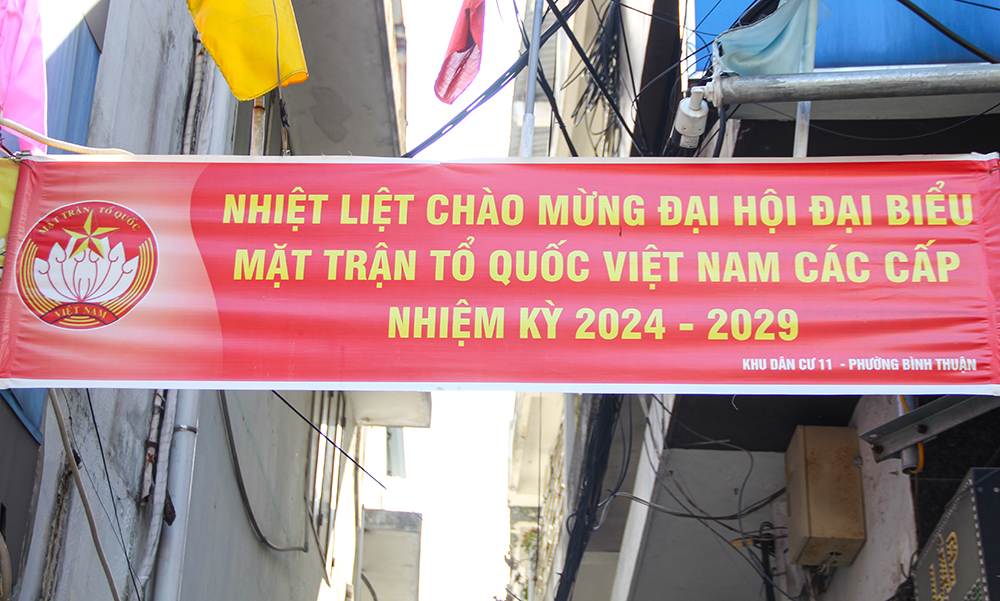 MẶT TRẬN TỔ QUỐC
VIỆT NAM
NHIỆT LIỆT CHÀO MỪNG ĐẠI HỘI ĐẠI BIỂU
MẶT TRẬN TỔ QUỐC VIỆT NAM CÁC CẤP
NHIỆM KỲ 2024 - 2029
KHU DÂN CƯ 11 - PHƯỜNG BÌNH THUẬN